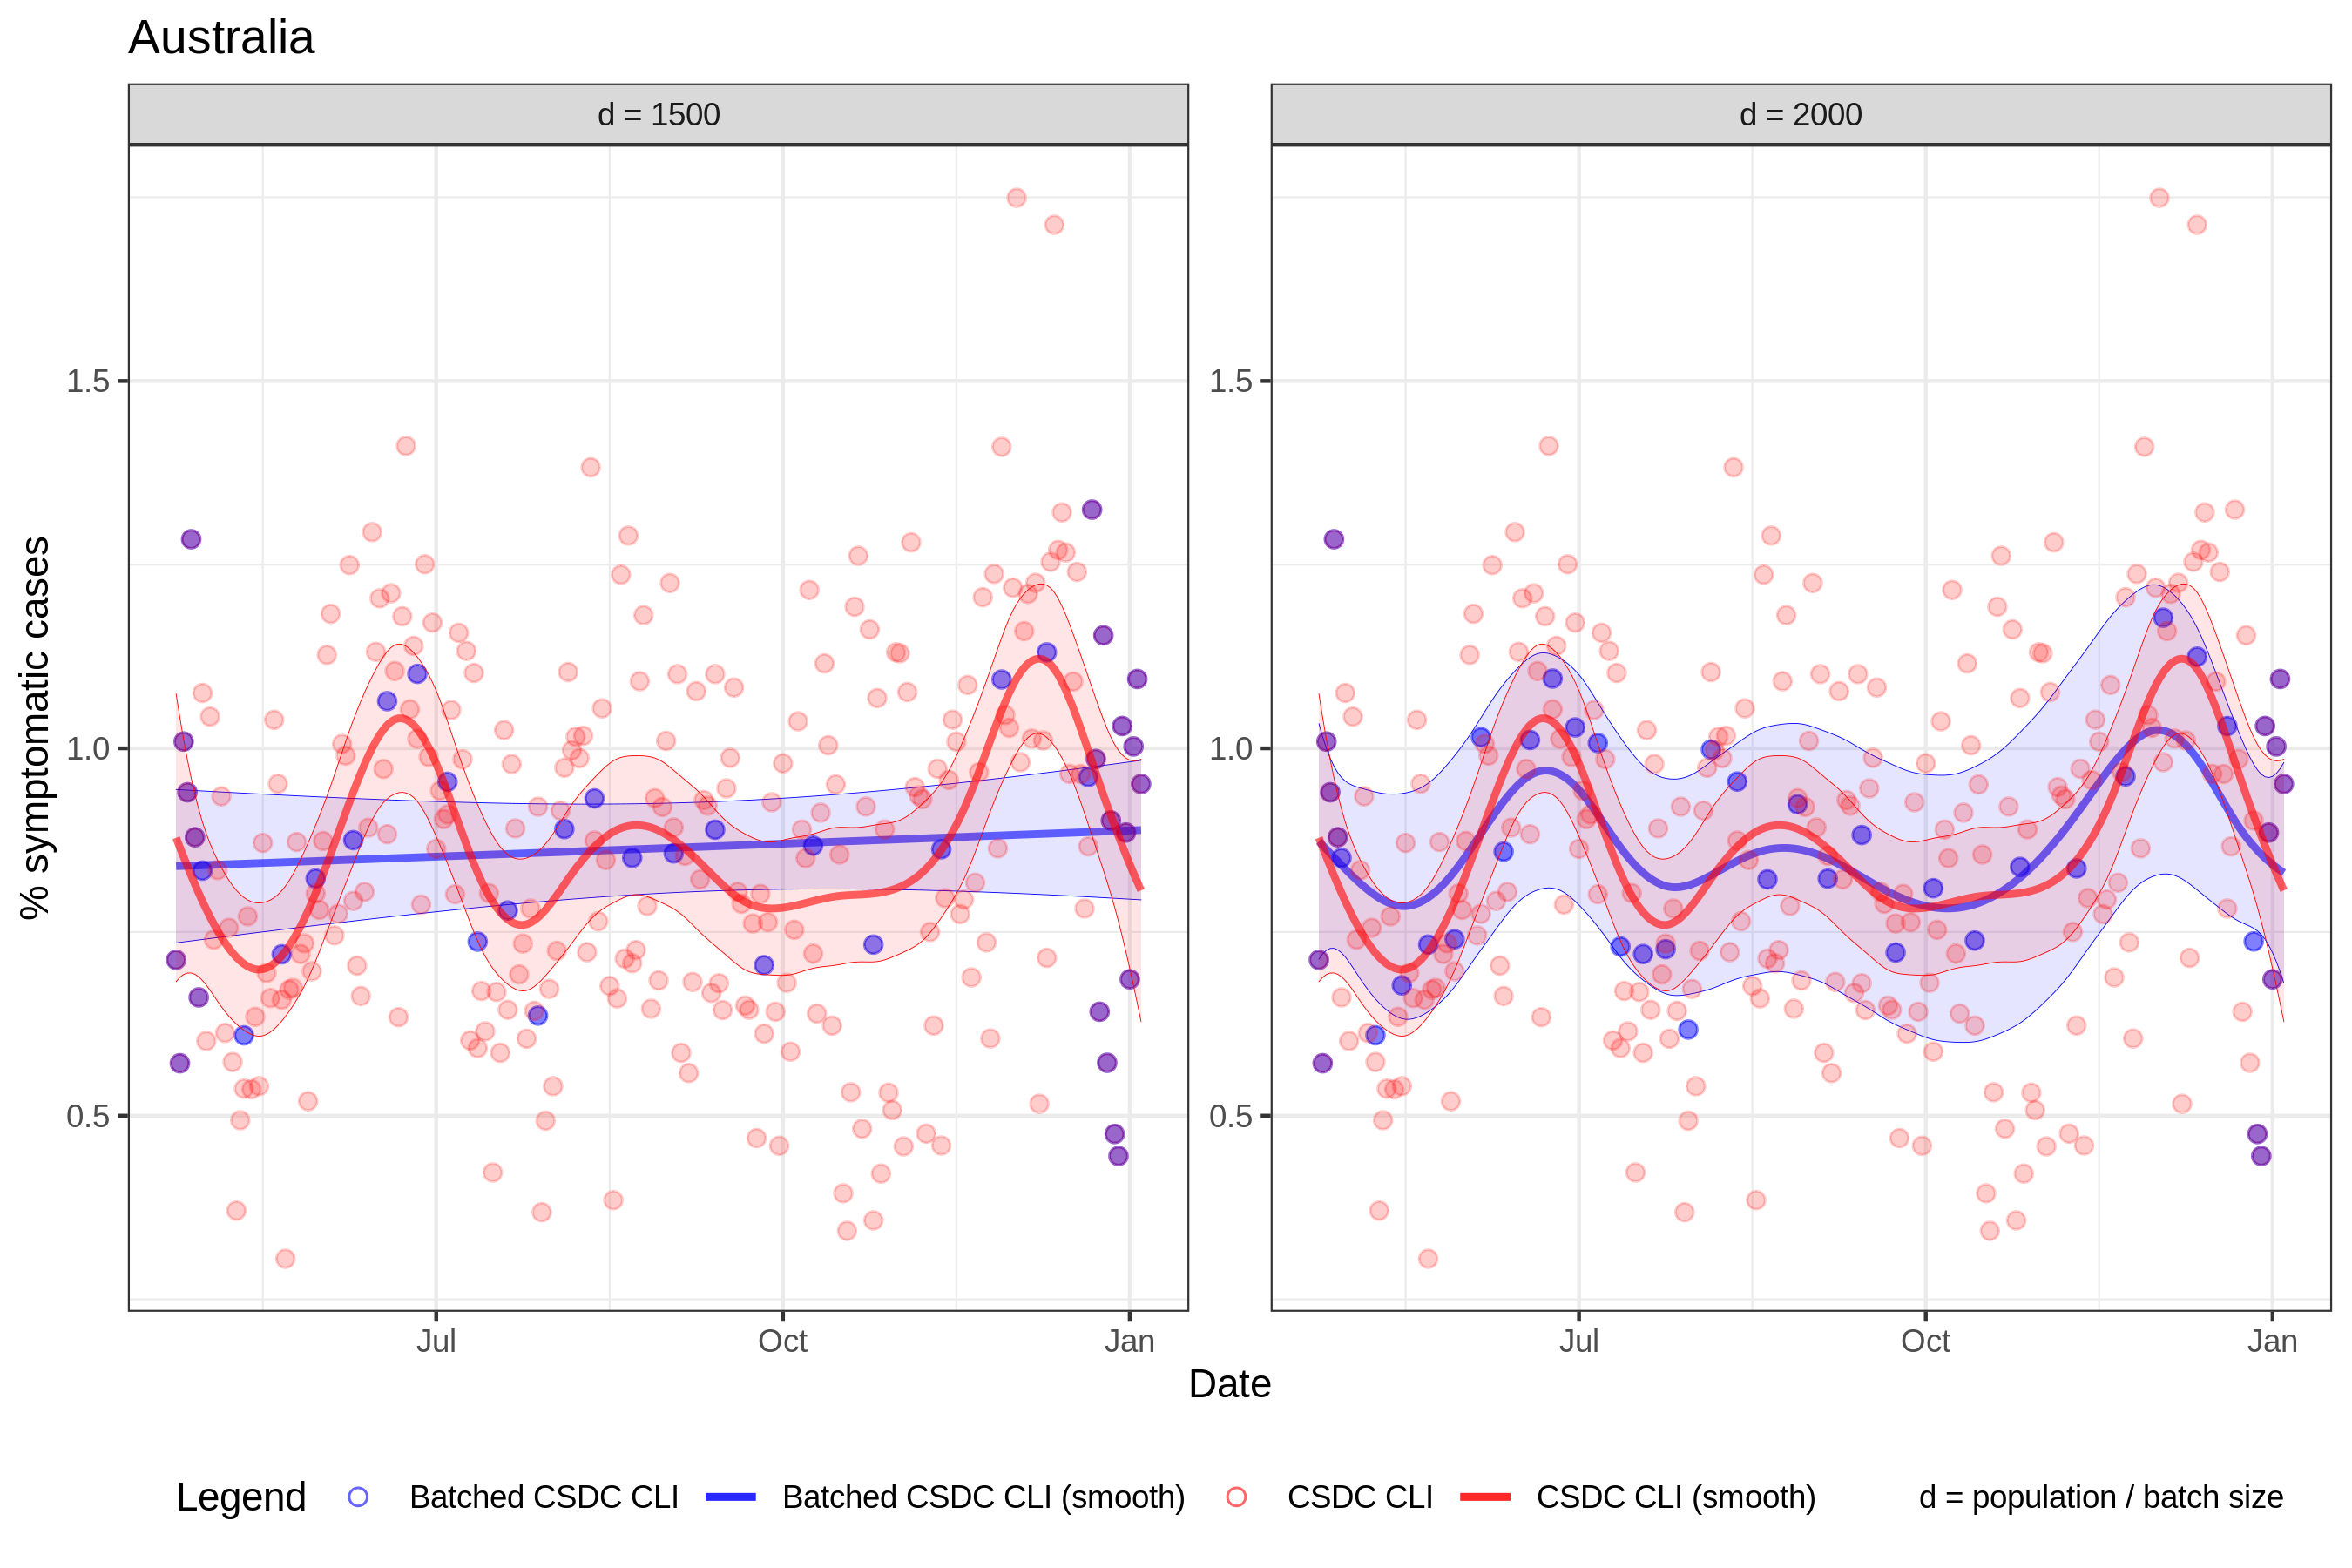 Australia
d = 1500
d = 2000
% symptomatic cases
1.5
1.0
0.5
1.5
1.0
0.5
Jul
Oct
Jan
Jul
Oct
Jan
Date
Legend
Batched CSDC CLI
Batched CSDC CLI (smooth)
CSDC CLI
CSDC CLI (smooth)
d = population / batch size